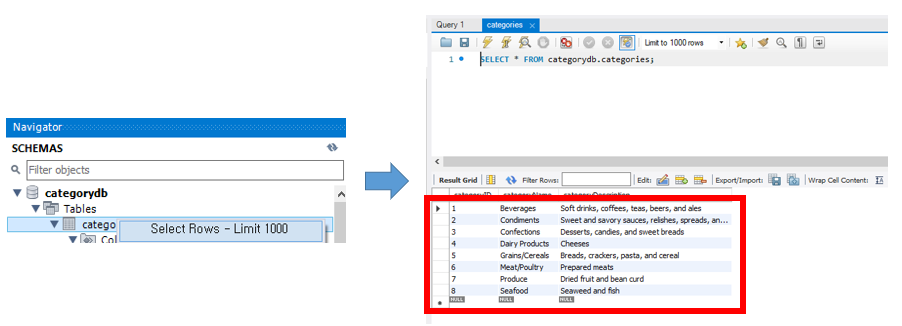 Navigator
SCHEMAS
Filter objects
categorydb
Tables
catego
Select Rows - Limit 1000
Col
Query 1
categories
Limit to 1000 rows
1
SELECT * FROM categorydb.categories;
Result Grid
Filter Rows:
Edit:
Export/Import:
Wrap Cell Content:
categoryID categoryName categoryDescription
1 Beverages Soft drinks, coffees, teas, beers, and ales
2 Condiments Sweet and savory sauces, relishes, spreads, an...
3 Confections Desserts, candies, and sweet breads
4 Dairy Products Cheeses
5 Grains/Cereals Breads, crackers, pasta, and cereal
6 Meat/Poultry Prepared meats
7 Produce Dried fruit and bean curd
8 Seafood Seaweed and fish
NULL NULL NULL